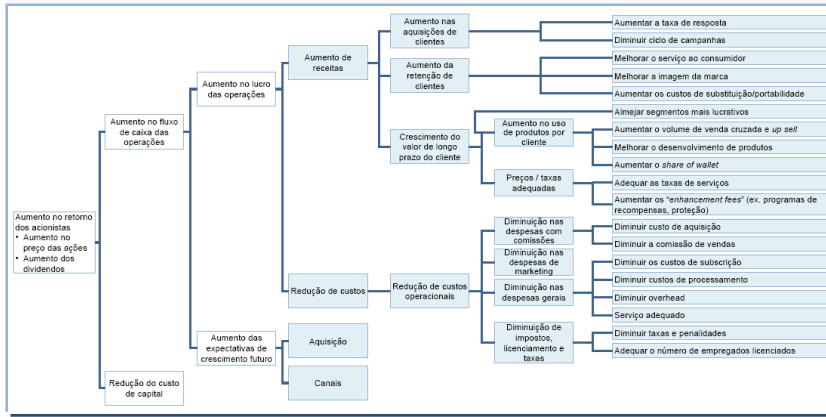 Aumento no retorno
dos acionistas
• Aumento no
preço das ações
• Aumento dos
dividendos
Aumento no fluxo
de caixa das
operações
Redução do custo
de capital
Aumento no lucro
das operações
Aumento das
expectativas de
crescimento futuro
Aumento de
receitas
Redução de custos
Aquisição
Canais
Aumento nas
aquisições de
clientes
Aumento da
retenção de
clientes
Crescimento do
valor de longo
prazo do cliente
Redução de custos
operacionais
Aumento no uso
de produtos por
cliente
Preços / taxas
adequadas
Diminuição nas
despesas com
comissões
Diminuição nas
despesas de
marketing
Diminuição nas
despesas gerais
Diminuição de
impostos,
licenciamento e
taxas
Aumentar a taxa de resposta
Diminuir ciclo de campanhas
Melhorar o serviço ao consumidor
Melhorar a imagem da marca
Aumentar os custos de substituição/portabilidade
Almejar segmentos mais lucrativos
Aumentar o volume de venda cruzada e up sell
Melhorar o desenvolvimento de produtos
Aumentar o share of wallet
Adequar as taxas de serviços
Aumentar os “enhancement fees” (ex. programas de
recompensas, proteção)
Diminuir custo de aquisição
Diminuir a comissão de vendas
Diminuir os custos de subscrição
Diminuir custos de processamento
Diminuir overhead
Serviço adequado
Diminuir taxas e penalidades
Adequar o número de empregados licenciados